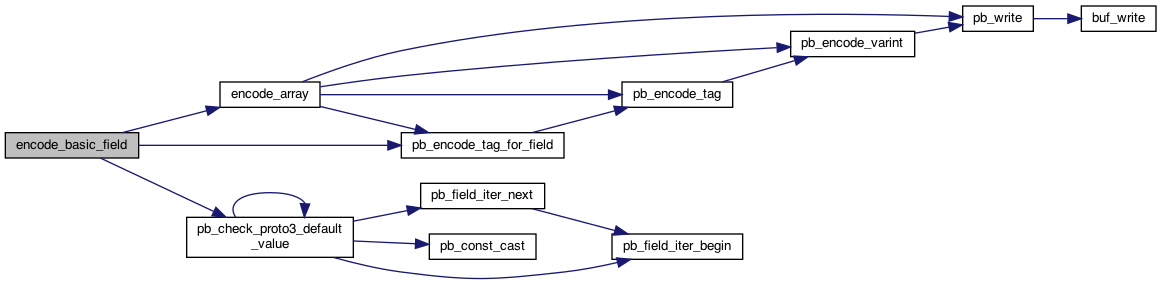 pb_write
buf_write
pb_encode_varint
encode_array
pb_encode_tag
encode_basic_field
pb_encode_tag_for_field
pb_field_iter_next
pb_check_proto3_default
_value
pb_const_cast
pb_field_iter_begin